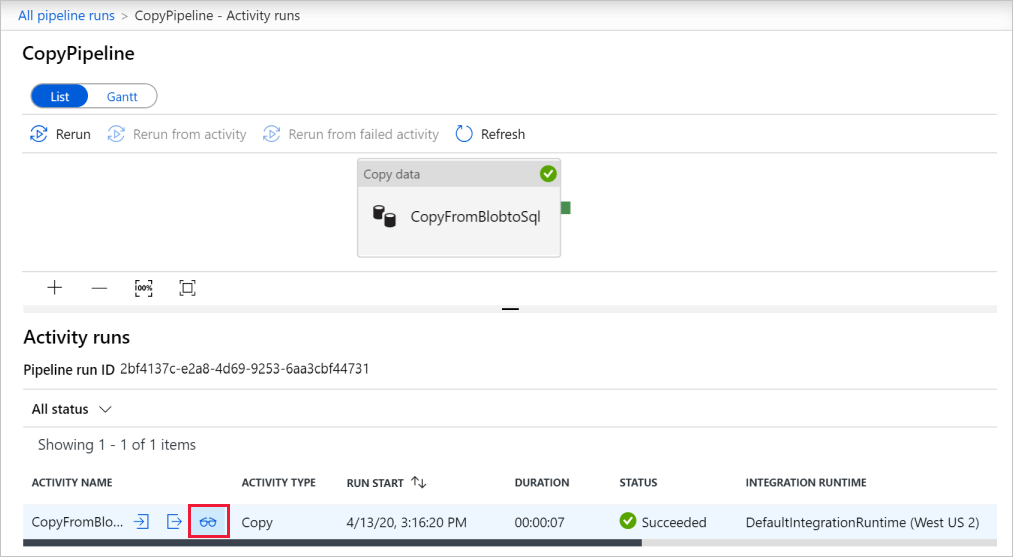 All pipeline runs > CopyPipeline - Activity runs
CopyPipeline
List Gantt
Rerun Rerun from activity Rerun from failed activity Refresh
Copy data
CopyFromBlobtoSql
100%
Activity runs
Pipeline run ID 2bf4137c-e2a8-4d69-9253-6aa3cbf44731
All status
Showing 1 - 1 of 1 items
ACTIVITY NAME ACTIVITY TYPE RUN START DURATION STATUS INTEGRATION RUNTIME
CopyFromBlo... Copy 4/13/20, 3:16:20 PM 00:00:07 Succeeded DefaultIntegrationRuntime (West US 2)